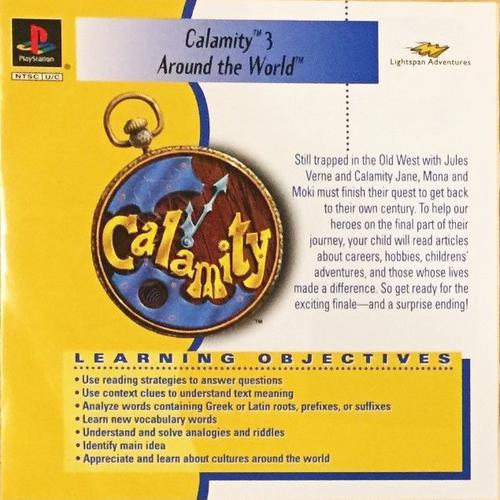 PlayStation
NTSC U/C
Calamity™ 3
Around the World™
Lightspan Adventures
Still trapped in the Old West with Jules
Verne and Calamity Jane, Mona and
Moki must finish their quest to get back
to their own century. To help our
heroes on the final part of their
journey, your child will read articles
about careers, hobbies, childrens'
adventures, and those whose lives
made a difference. So get ready for the
exciting finale—and a surprise ending!
Calamity
™
LEARNING OBJECTIVES
• Use reading strategies to answer questions
• Use context clues to understand text meaning
• Analyze words containing Greek or Latin roots, prefixes, or suffixes
• Learn new vocabulary words
• Understand and solve analogies and riddles
• Identify main idea
• Appreciate and learn about cultures around the world